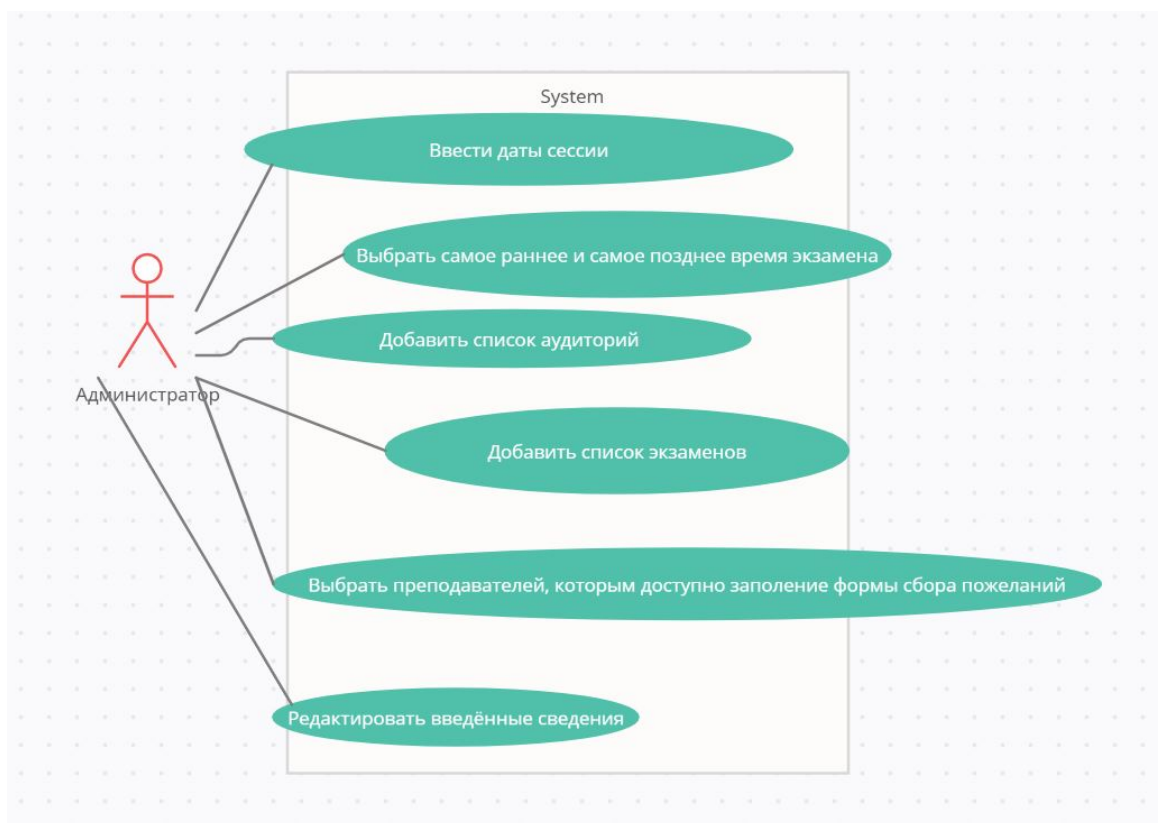 System
Ввести даты сессии
Выбрать самое раннее и самое позднее время экзамена
Добавить список аудиторий
Администратор
Добавить список экзаменов
Выбрать преподавателей, которым доступно заполение формы сбора пожеланий
Редактировать введённые сведения